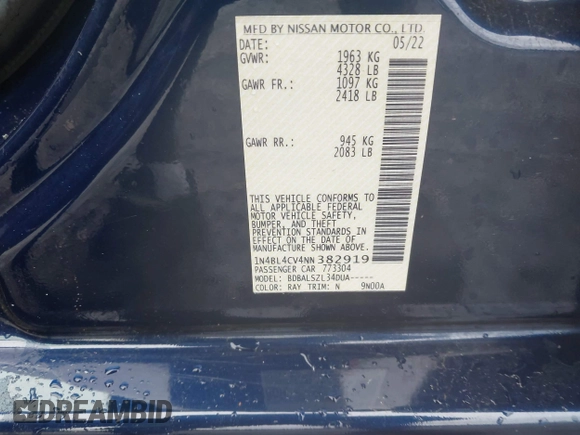 MFD BY NISSAN MOTOR CO., LTD.
DATE: 05/22
GVWR: 1963 KG
4328 LB
GAWR FR.: 1097 KG
2418 LB
GAWR RR.: 945 KG
2083 LB
THIS VEHICLE CONFORMS TO
ALL APPLICABLE FEDERAL
MOTOR VEHICLE SAFETY,
BUMPER, AND THEFT
PREVENTION STANDARDS IN
EFFECT ON THE DATE OF
MANUFACTURE SHOWN ABOVE.
1N4BL4CV4NN382919
PASSENGER CAR 773304
MODEL: BDBALSZL34DUA-----
COLOR: RAY TRIM: N 9N00A
DREAMBID